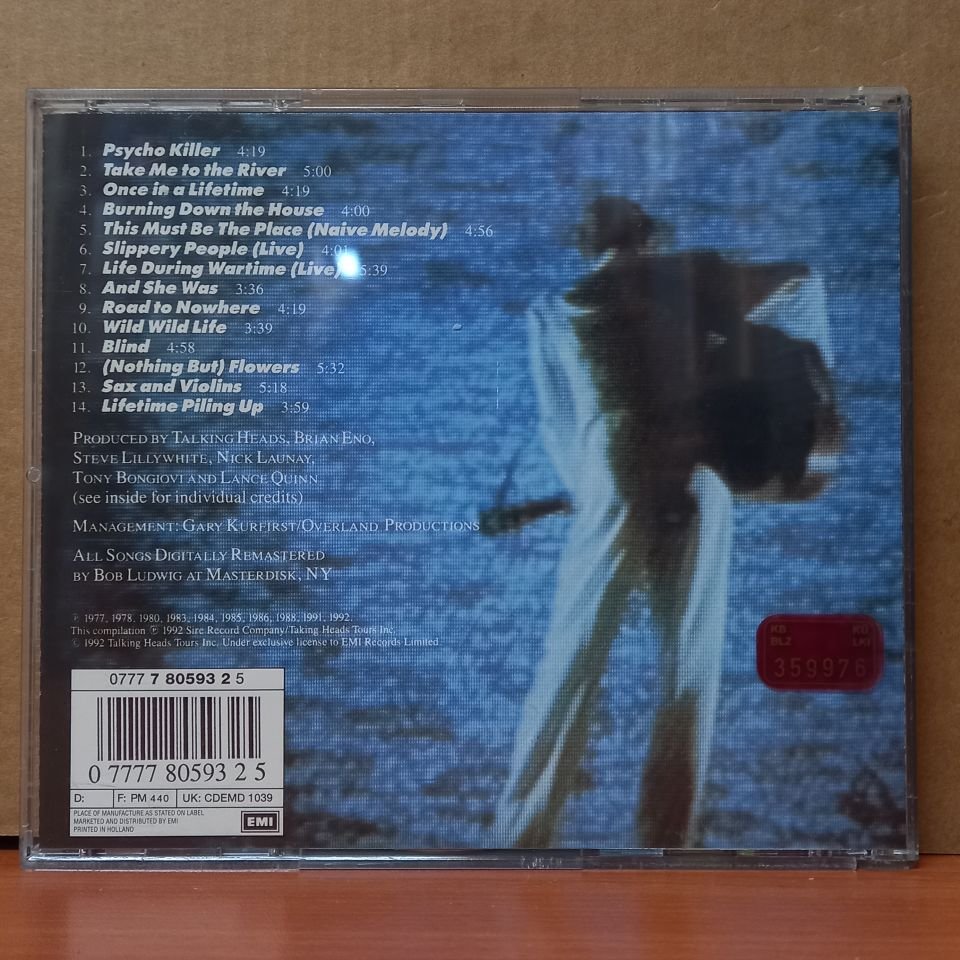 1. Psycho Killer 4:19
2. Take Me to the River 5:00
3. Once in a Lifetime 4:19
4. Burning Down the House 4:00
5. This Must Be The Place (Naive Melody) 4:56
6. Slippery People (Live) 4:01
7. Life During Wartime (Live) 5:39
8. And She Was 3:36
9. Road to Nowhere 4:19
10. Wild Wild Life 3:39
11. Blind 4:58
12. (Nothing But) Flowers 5:32
13. Sax and Violins 5:18
14. Lifetime Piling Up 3:59
PRODUCED BY TALKING HEADS, BRIAN ENO,
STEVE LILLYWHITE, NICK LAUNAY,
TONY BONGIOVI AND LANCE QUINN
(see inside for individual credits)
MANAGEMENT: GARY KURFIRST/OVERLAND PRODUCTIONS
ALL SONGS DIGITALLY REMASTERED
BY BOB LUDWIG AT MASTERDISK, NY
℗ 1977, 1978, 1980, 1983, 1984, 1985, 1986, 1988, 1991, 1992.
This compilation ℗ 1992 Sire Record Company/Taking Heads Tours Inc.
© 1992 Talking Heads Tours Inc. Under exclusive license to EMI Records Limited
0777 7 80593 2 5
0 77778 0593 2 5
D: F: PM 440 UK: CDEMD 1039
PLACE OF MANUFACTURE AS STATED ON LABEL
MARKETED AND DISTRIBUTED BY EMI
PRINTED IN HOLLAND
EMI
KB KÜ
BLZ LKI
359976